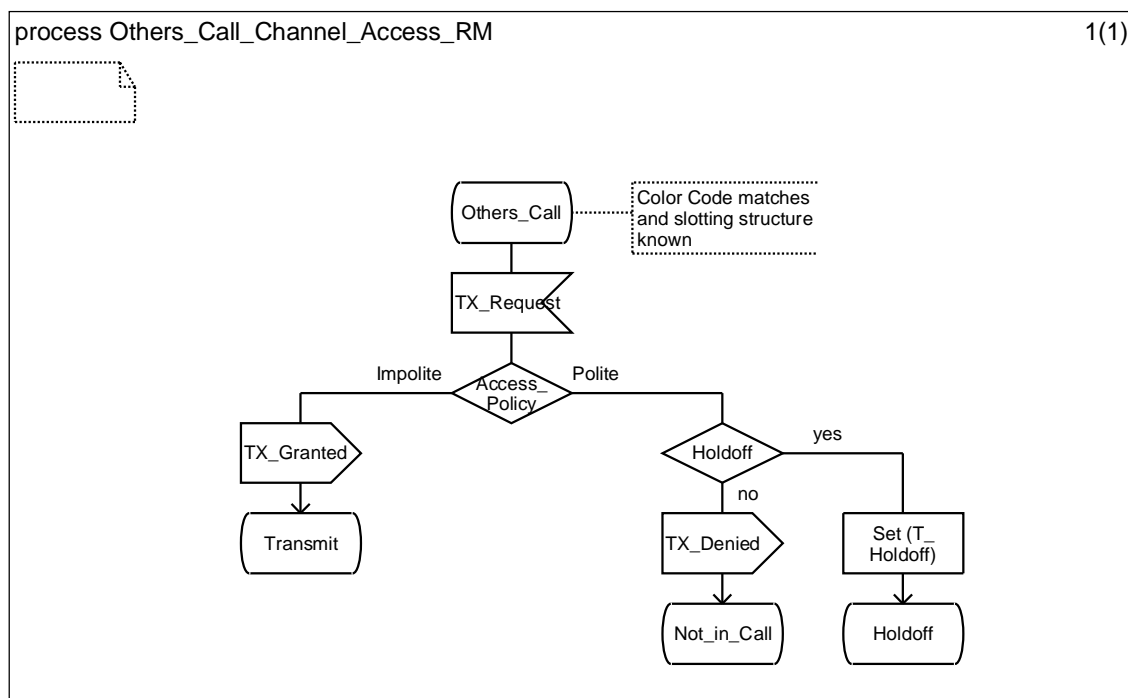 process Others_Call_Channel_Access_RM
1(1)
Others_Call
Color Code matches
and slotting structure
known
TX_Request
Impolite
Access_
Policy
Polite
TX_Granted
Holdoff
yes
no
Transmit
TX_Denied
Set (T_
Holdoff)
Not_in_Call
Holdoff